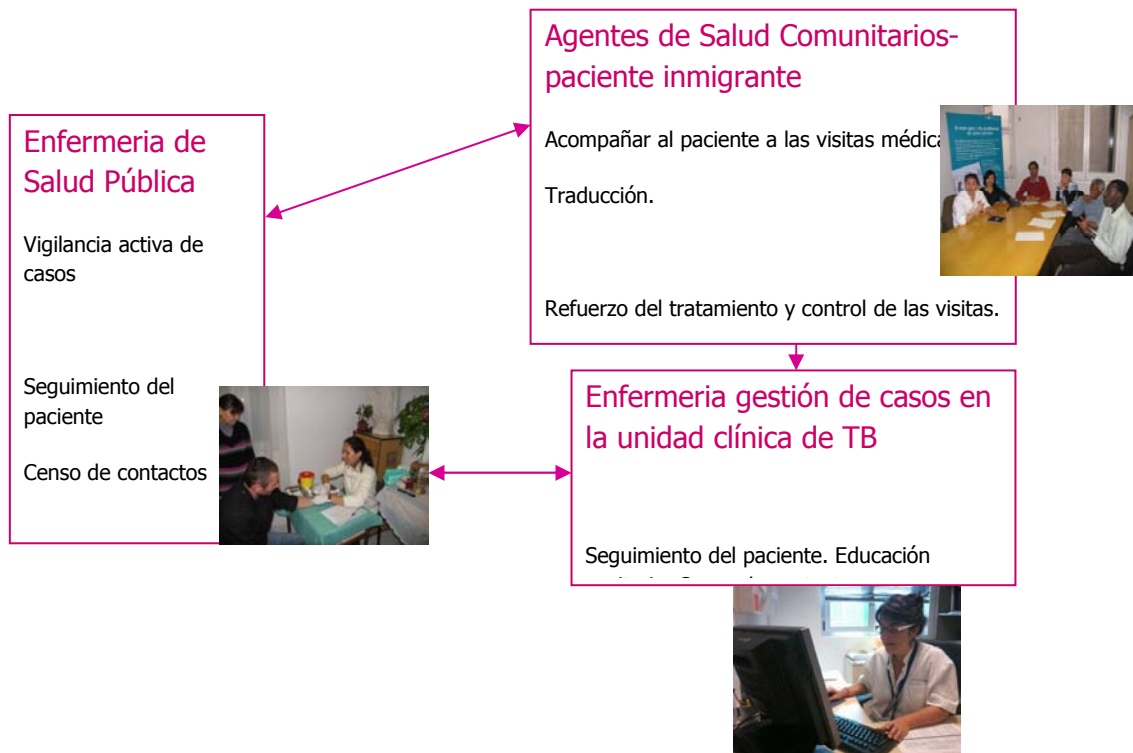 Agentes de Salud Comunitarios-
paciente inmigrante
Acompañar al paciente a las visitas
Traducción.
Refuerzo del tratamiento y control de las visitas.
Enfermeria de
Salud Pública
Vigilancia activa de
casos
Seguimiento del
paciente
Censo de contactos
Enfermeria gestión de casos en
la unidad clínica de TB
Seguimiento del paciente. Educación